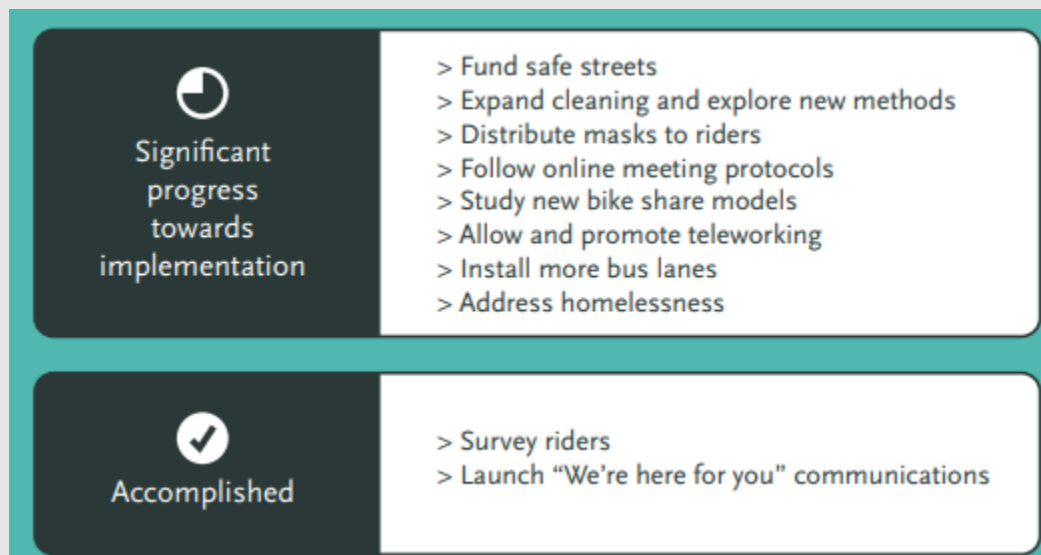 Significant
progress
towards
implementation
> Fund safe streets
> Expand cleaning and explore new methods
> Distribute masks to riders
> Follow online meeting protocols
> Study new bike share models
> Allow and promote teleworking
> Install more bus lanes
> Address homelessness
Accomplished
> Survey riders
> Launch “We’re here for you” communications